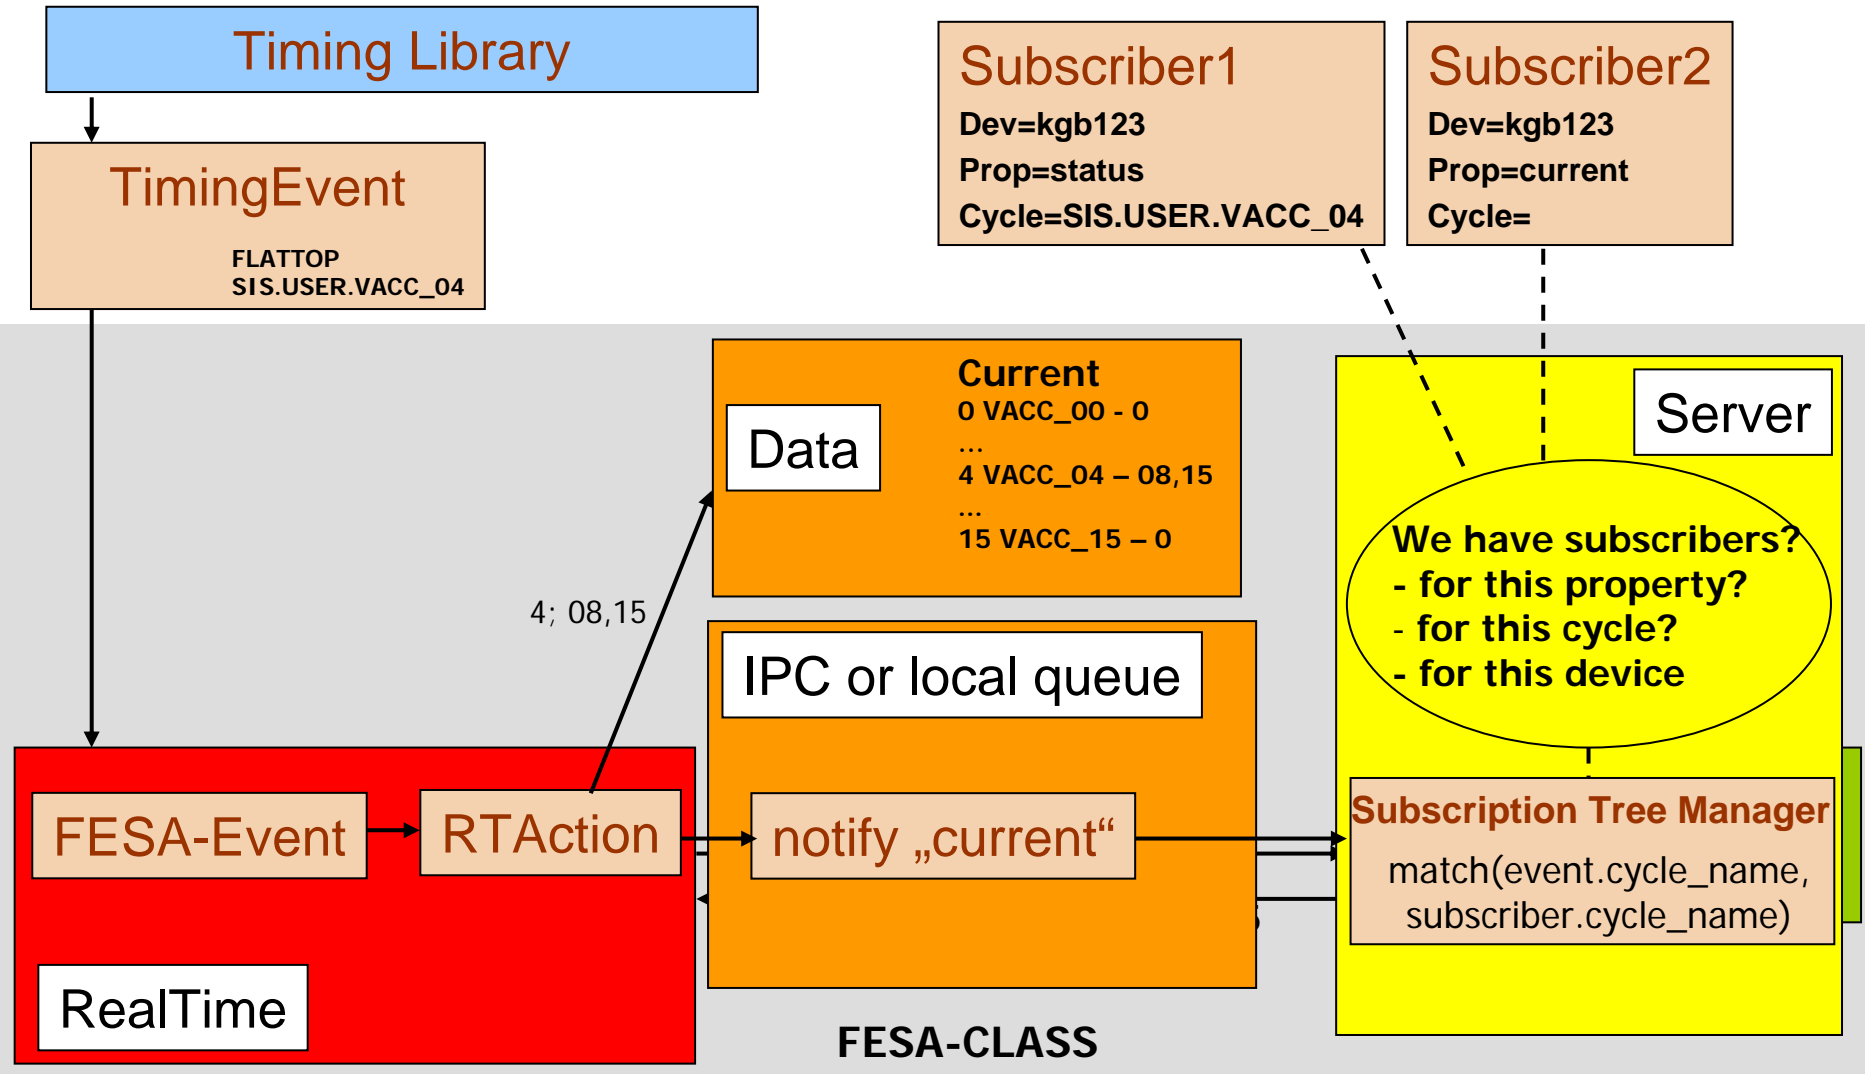 Timing Library
TimingEvent
FLATTOP
SIS.USER.VACC_04
Subscriber1
Dev=kgb123
Prop=status
Cycle=SIS.USER.VACC_04
Subscriber2
Dev=kgb123
Prop=current
Cycle=
Data
Current
0 VACC_00 - 0
...
4 VACC_04 – 08,15
...
15 VACC_15 – 0
4; 08,15
IPC or local queue
Server
We have subscribers?
- for this property?
- for this cycle?
- for this device
FESA-Event
RTAction
notify „current“
Subscription Tree Manager
match(event.cycle_name,
subscriber.cycle_name)
RealTime
FESA-CLASS